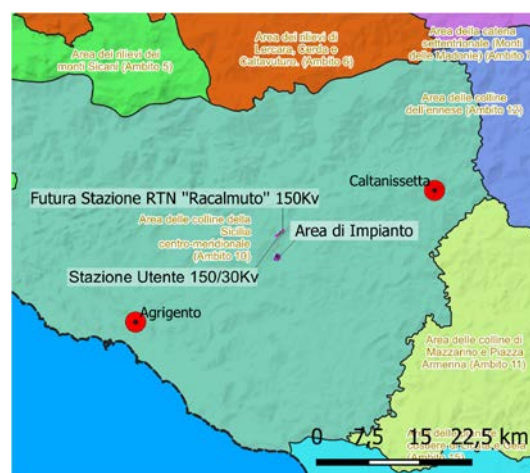 Area dei rilievi dei
monti Sicani (Ambito 5)
Area dei rilievi di
Lercara, Cerda e
Caltavuturo, (Ambito 6)
Area della catena
settentrionale (Monti
delle Madonie) (Ambito 7
Area delle colline
dell'ennese (Ambito 12)
Caltanissetta
Futura Stazione RTN "Racalmuto" 150Kv
Area delle colline della
Sicilia
centro-meridionale
(Ambito 10)
Area di Impianto
Stazione Utente 150/30Kv
Agrigento
Area delle colline di
Mazzarino e Piazza
Armerina (Ambito 11)
0 7,5 15 22,5 km